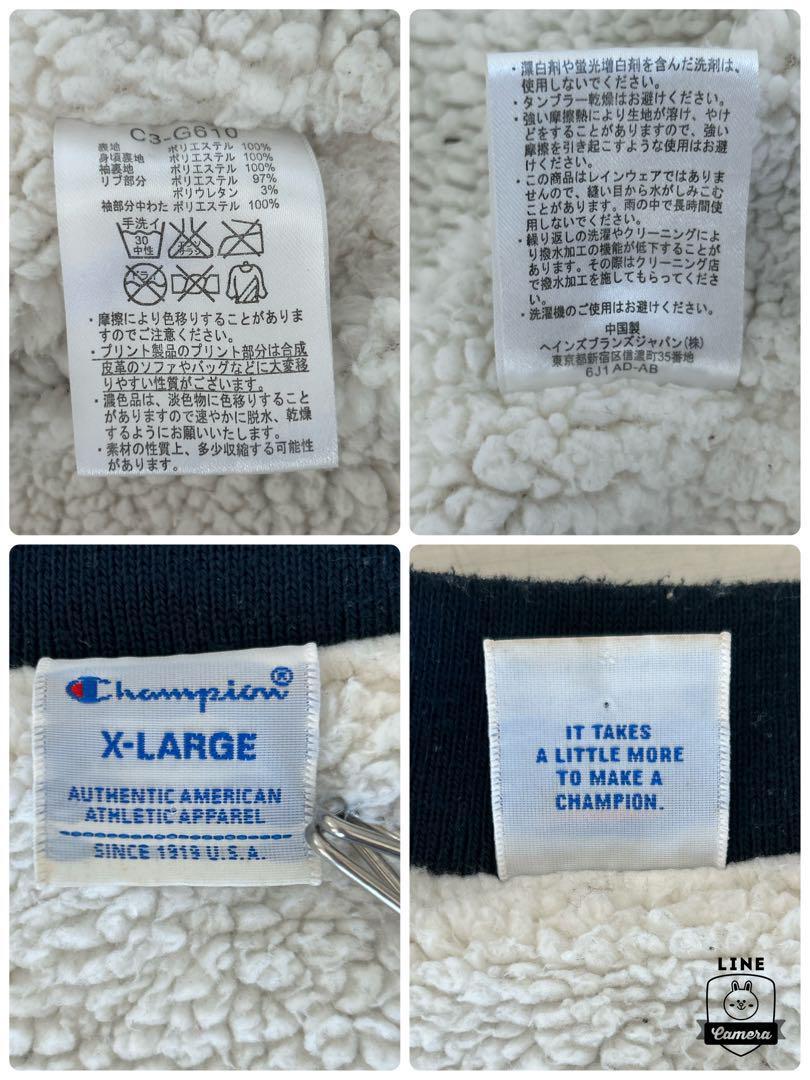 C3-G610
表地 ポリエステル 100%
身頃裏地 ポリエステル 100%
袖裏地 ポリエステル 100%
リブ部分 ポリエステル 97%
ポリウレタン 3%
袖部分中わた ポリエステル 100%
手洗イ
30
中性
・摩擦により色移りすることがありま
すのでご注意ください。
・プリント製品のプリント部分は合成
皮革のソファやバッグなどに大変移
りやすい性質がございます。
・濃色品は、淡色物に色移りすること
がありますので速やかに脱水、乾燥
するようにお願いいたします。
・素材の性質上、多少収縮する可能性
があります。
・漂白剤や蛍光増白剤を含んだ洗剤は、
使用しないでください。
・タンブラー乾燥はお避けください。
・強い摩擦熱により生地が溶け、やけ
どをすることがありますので、強い
摩擦を引き起こすような使用はお避
けください。
・この商品はレインウェアではありま
せんので、縫い目から水がしみこむ
ことがあります。雨の中で長時間使
用しないでください。
・繰り返しの洗濯やクリーニングによ
り撥水加工の機能が低下することが
あります。その際はクリーニング店
で撥水加工を施してもらってくださ
い。
・洗濯機のご使用はお避けください。
中国製
ヘインズブランズジャパン(株)
東京都新宿区信濃町35番地
6J1AD-AB
Champion®
X-LARGE
AUTHENTIC AMERICAN
ATHLETIC APPAREL
SINCE 1919 U.S.A.
IT TAKES
A LITTLE MORE
TO MAKE A
CHAMPION.
LINE
Camera